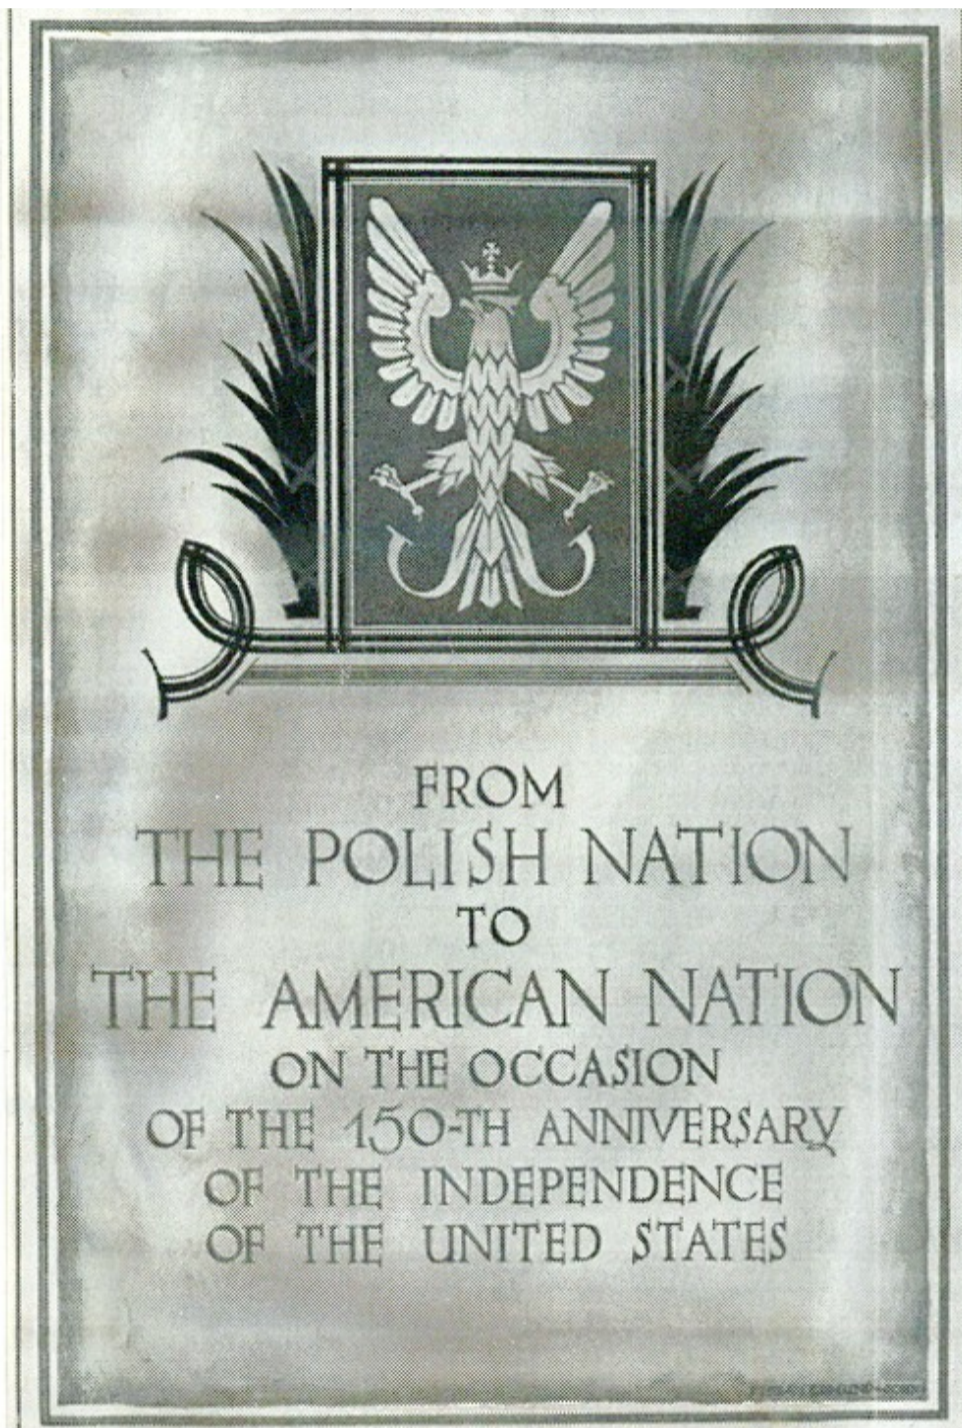 FROM
THE POLISH NATION
TO
THE AMERICAN NATION
ON THE OCCASION
OF THE 150-TH ANNIVERSARY
OF THE INDEPENDENCE
OF THE UNITED STATES